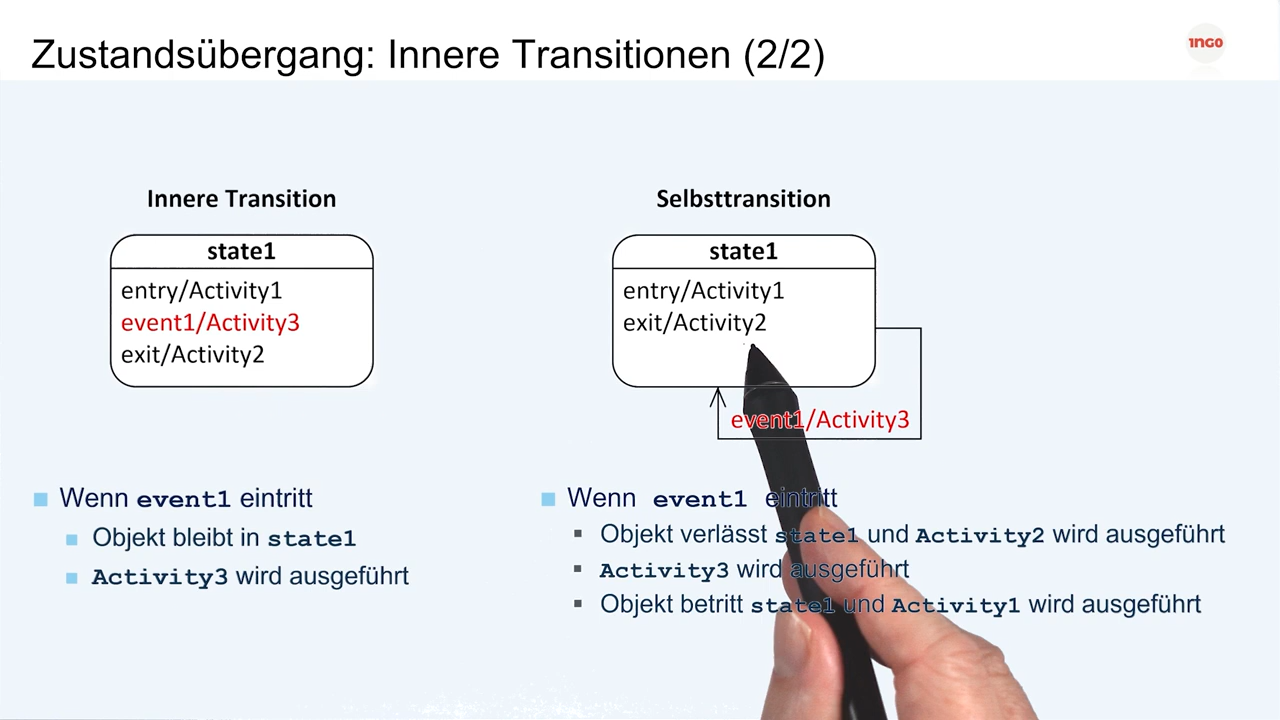 Zustandsübergang: Innere Transitionen (2/2)
1NGO
Innere Transition
state1
entry/Activity1
event1/Activity3
exit/Activity2
Selbsttransition
state1
entry/Activity1
exit/Activity2
event1/Activity3
Wenn event1 eintritt
Objekt bleibt in state1
Activity3 wird ausgeführt
Wenn event1 eintritt
Objekt verlässt state1 und Activity2 wird ausgeführt
Activity3 wird ausgeführt
Objekt betritt state1 und Activity1 wird ausgeführt